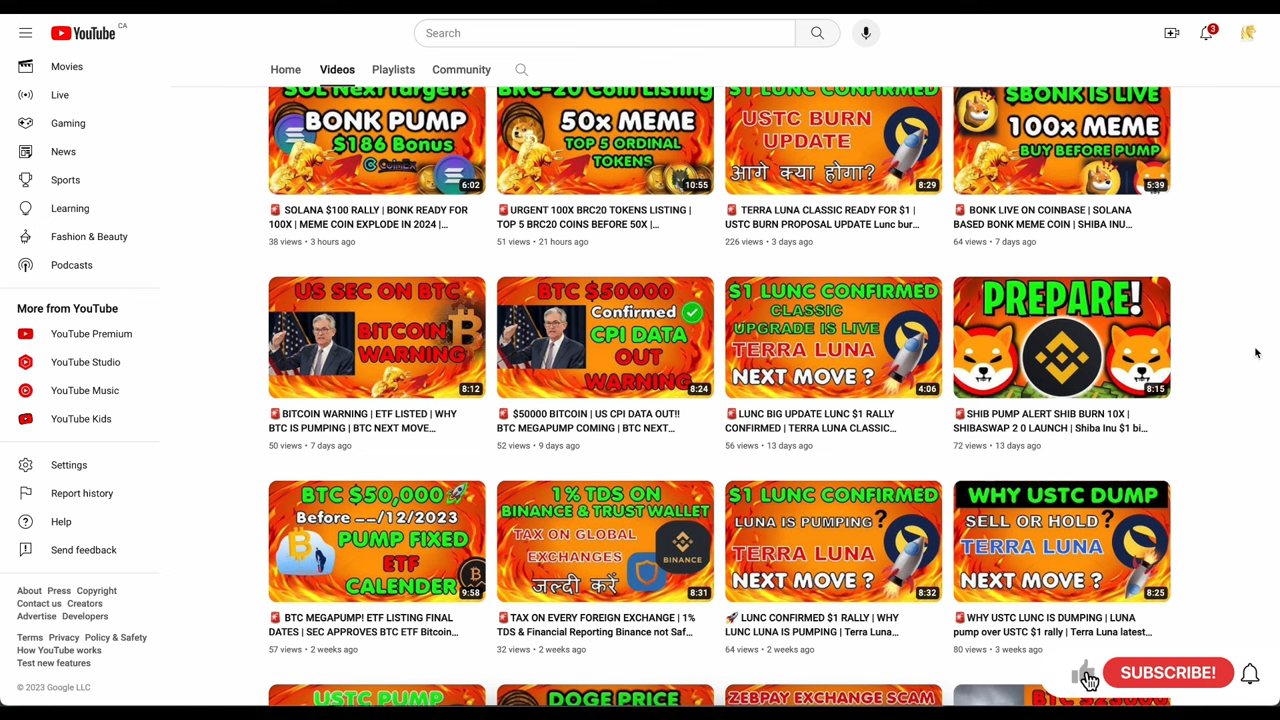 YouTube
CA
Search
3
Home
Videos
Playlists
Community
Movies
Live
Gaming
News
Sports
Learning
Fashion & Beauty
Podcasts
More from YouTube
YouTube Premium
YouTube Studio
YouTube Music
YouTube Kids
Settings
Report history
Help
Send feedback
About Press Copyright
Contact us Creators
Advertise Developers
Terms Privacy Policy & Safety
How YouTube works
Test new features
© 2023 Google LLC
SOL Next Target?
BONK PUMP
$186 Bonus
COINEX
6:02
🚨 SOLANA $100 RALLY | BONK READY FOR
100X | MEME COIN EXPLODE IN 2024 |...
38 views • 3 hours ago
BRC-20 Coin Listing
50x MEME
TOP 5 ORDINAL
TOKENS
10:55
🚨URGENT 100X BRC20 TOKENS LISTING |
TOP 5 BRC20 COINS BEFORE 50X |...
51 views • 21 hours ago
$1 LUNC CONFIRMED
USTC BURN
UPDATE
आगे क्या होगा?
8:29
🚨 TERRA LUNA CLASSIC READY FOR $1 |
USTC BURN PROPOSAL UPDATE Lunc bur...
226 views • 3 days ago
$BONK IS LIVE
100x MEME
BUY BEFORE PUMP
5:39
🚨 BONK LIVE ON COINBASE | SOLANA
BASED BONK MEME COIN | SHIBA INU...
64 views • 7 days ago
US SEC ON BTC
BITCOIN
WARNING
8:12
🚨BITCOIN WARNING | ETF LISTED | WHY
BTC IS PUMPING | BTC NEXT MOVE...
50 views • 7 days ago
BTC $50000
Confirmed
CPI DATA
OUT
WARNING
8:24
🚨 $50000 BITCOIN | US CPI DATA OUT!!
BTC MEGAPUMP COMING | BTC NEXT...
52 views • 9 days ago
$1 LUNC CONFIRMED
CLASSIC
UPGRADE IS LIVE
TERRA LUNA
NEXT MOVE ?
4:06
🚨LUNC BIG UPDATE LUNC $1 RALLY
CONFIRMED | TERRA LUNA CLASSIC...
56 views • 13 days ago
PREPARE!
8:15
🚨SHIB PUMP ALERT SHIB BURN 10X |
SHIBASWAP 2 0 LAUNCH | Shiba Inu $1 bi...
72 views • 13 days ago
BTC $50,000
Before --/12/2023
PUMP FIXED
ETF
CALENDER
9:58
🚨 BTC MEGAPUMP! ETF LISTING FINAL
DATES | SEC APPROVES BTC ETF Bitcoin...
57 views • 2 weeks ago
1% TDS ON
BINANCE & TRUST WALLET
TAX ON GLOBAL
EXCHANGES
जल्दी करें
BINANCE
8:31
🚨TAX ON EVERY FOREIGN EXCHANGE | 1%
TDS & Financial Reporting Binance not Saf...
32 views • 2 weeks ago
$1 LUNC CONFIRMED
LUNA IS PUMPING?
TERRA LUNA
NEXT MOVE ?
8:32
🚀 LUNC CONFIRMED $1 RALLY | WHY
LUNC LUNA IS PUMPING | Terra Luna...
64 views • 2 weeks ago
WHY USTC DUMP
SELL OR HOLD?
TERRA LUNA
NEXT MOVE ?
8:25
🚨WHY USTC LUNC IS DUMPING | LUNA
pump over USTC $1 rally | Terra Luna latest...
80 views • 3 weeks ago
USTC PUMP
DOGE PRICE
ZEBPAY EXCHANGE SCAM
SUBSCRIBE!